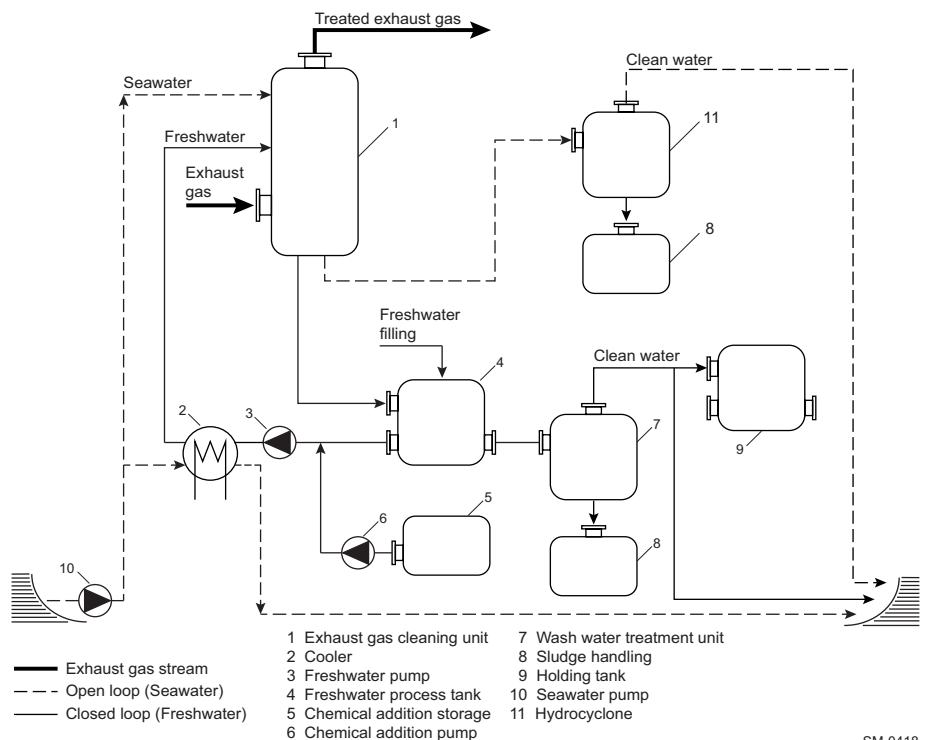 Treated exhaust gas
Seawater
Clean water
1
11
Freshwater
Exhaust
gas
8
Freshwater
filling
Clean water
4
2
3
7
9
5
6
8
10
1 Exhaust gas cleaning unit
2 Cooler
3 Freshwater pump
4 Freshwater process tank
5 Chemical addition storage
6 Chemical addition pump
7 Wash water treatment unit
8 Sludge handling
9 Holding tank
10 Seawater pump
11 Hydrocyclone
Exhaust gas stream
Open loop (Seawater)
Closed loop (Freshwater)